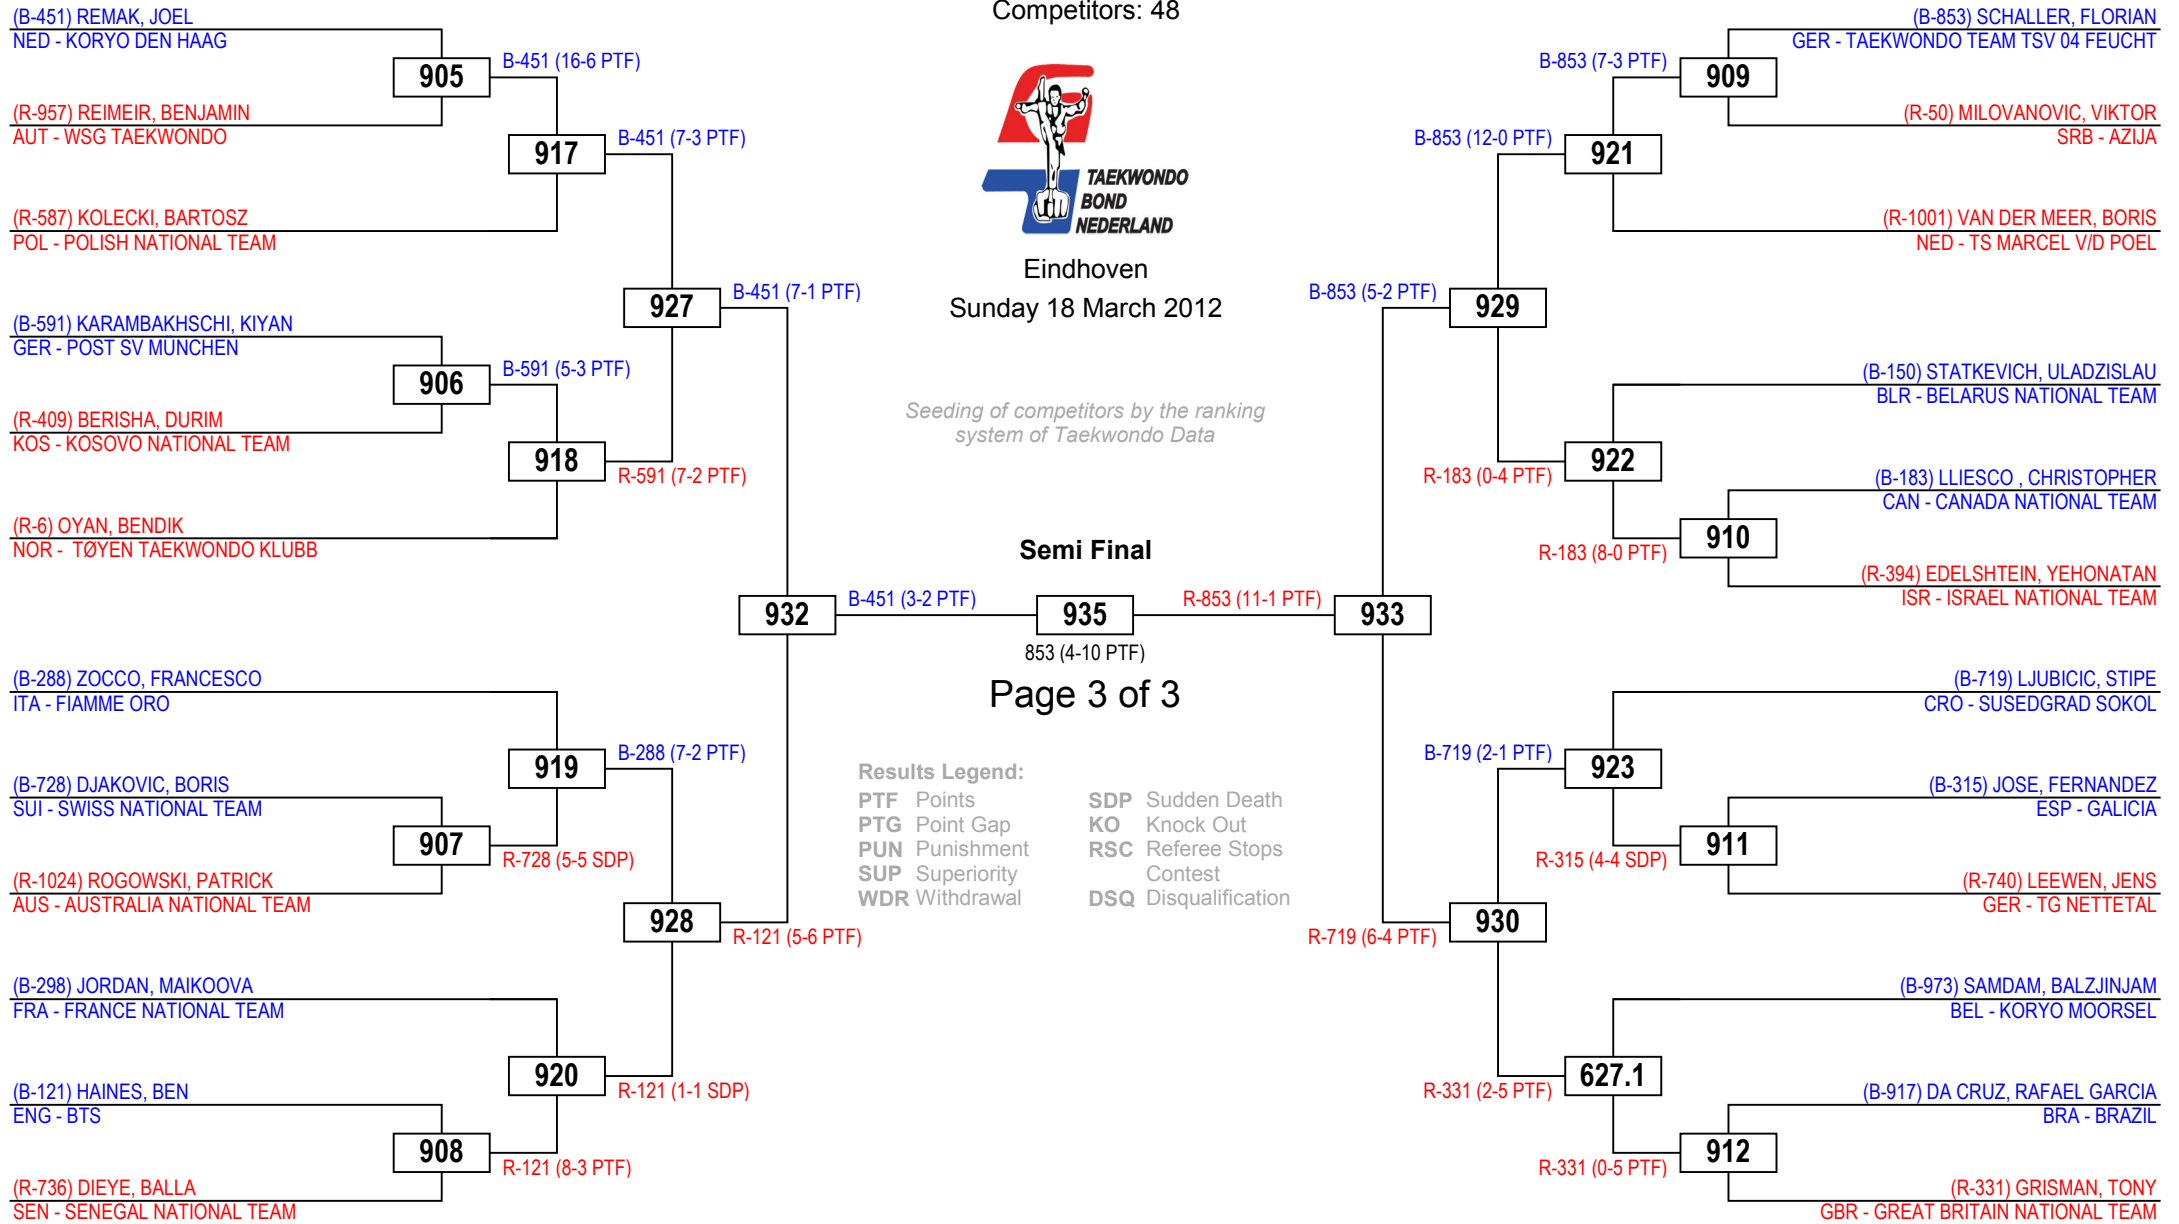 (B-451) REMAK, JOEL
NED - KORYO DEN HAAG
905
B-451 (16-6 PTF)
(R-957) REIMEIR, BENJAMIN
AUT - WSG TAEKWONDO
917
B-451 (7-3 PTF)
(R-587) KOLECKI, BARTOSZ
POL - POLISH NATIONAL TEAM
927
B-451 (7-1 PTF)
(B-591) KARAMBAKHSCHI, KIYAN
GER - POST SV MUNCHEN
906
B-591 (5-3 PTF)
(R-409) BERISHA, DURIM
KOS - KOSOVO NATIONAL TEAM
918
R-591 (7-2 PTF)
(R-6) OYAN, BENDIK
NOR - TØYEN TAEKWONDO KLUBB
932
B-451 (3-2 PTF)
(B-288) ZOCCO, FRANCESCO
ITA - FIAMME ORO
919
B-288 (7-2 PTF)
(B-728) DJAKOVIC, BORIS
SUI - SWISS NATIONAL TEAM
907
R-728 (5-5 SDP)
(R-1024) ROGOWSKI, PATRICK
AUS - AUSTRALIA NATIONAL TEAM
928
R-121 (5-6 PTF)
(B-298) JORDAN, MAIKOOVA
FRA - FRANCE NATIONAL TEAM
920
R-121 (1-1 SDP)
(B-121) HAINES, BEN
ENG - BTS
908
R-121 (8-3 PTF)
(R-736) DIEYE, BALLA
SEN - SENEGAL NATIONAL TEAM
Competitors: 48
TAEKWONDO
BOND
NEDERLAND
Eindhoven
Sunday 18 March 2012
Seeding of competitors by the ranking
system of Taekwondo Data
Semi Final
935
853 (4-10 PTF)
Page 3 of 3
Results Legend:
PTF Points SDP Sudden Death
PTG Point Gap KO Knock Out
PUN Punishment RSC Referee Stops
SUP Superiority Contest
WDR Withdrawal DSQ Disqualification
(B-853) SCHALLER, FLORIAN
GER - TAEKWONDO TEAM TSV 04 FEUCHT
B-853 (7-3 PTF)
909
(R-50) MILOVANOVIC, VIKTOR
SRB - AZIJA
B-853 (12-0 PTF)
921
(R-1001) VAN DER MEER, BORIS
NED - TS MARCEL V/D POEL
B-853 (5-2 PTF)
929
(B-150) STATKEVICH, ULADZISLAU
BLR - BELARUS NATIONAL TEAM
R-183 (0-4 PTF)
922
(B-183) LLIESCO , CHRISTOPHER
CAN - CANADA NATIONAL TEAM
R-183 (8-0 PTF)
910
(R-394) EDELSHTEIN, YEHONATAN
ISR - ISRAEL NATIONAL TEAM
R-853 (11-1 PTF)
933
(B-719) LJUBICIC, STIPE
CRO - SUSEDGRAD SOKOL
B-719 (2-1 PTF)
923
(B-315) JOSE, FERNANDEZ
ESP - GALICIA
R-315 (4-4 SDP)
911
(R-740) LEEWEN, JENS
GER - TG NETTETAL
R-719 (6-4 PTF)
930
(B-973) SAMDAM, BALZJINJAM
BEL - KORYO MOORSEL
R-331 (2-5 PTF)
627.1
(B-917) DA CRUZ, RAFAEL GARCIA
BRA - BRAZIL
R-331 (0-5 PTF)
912
(R-331) GRISMAN, TONY
GBR - GREAT BRITAIN NATIONAL TEAM